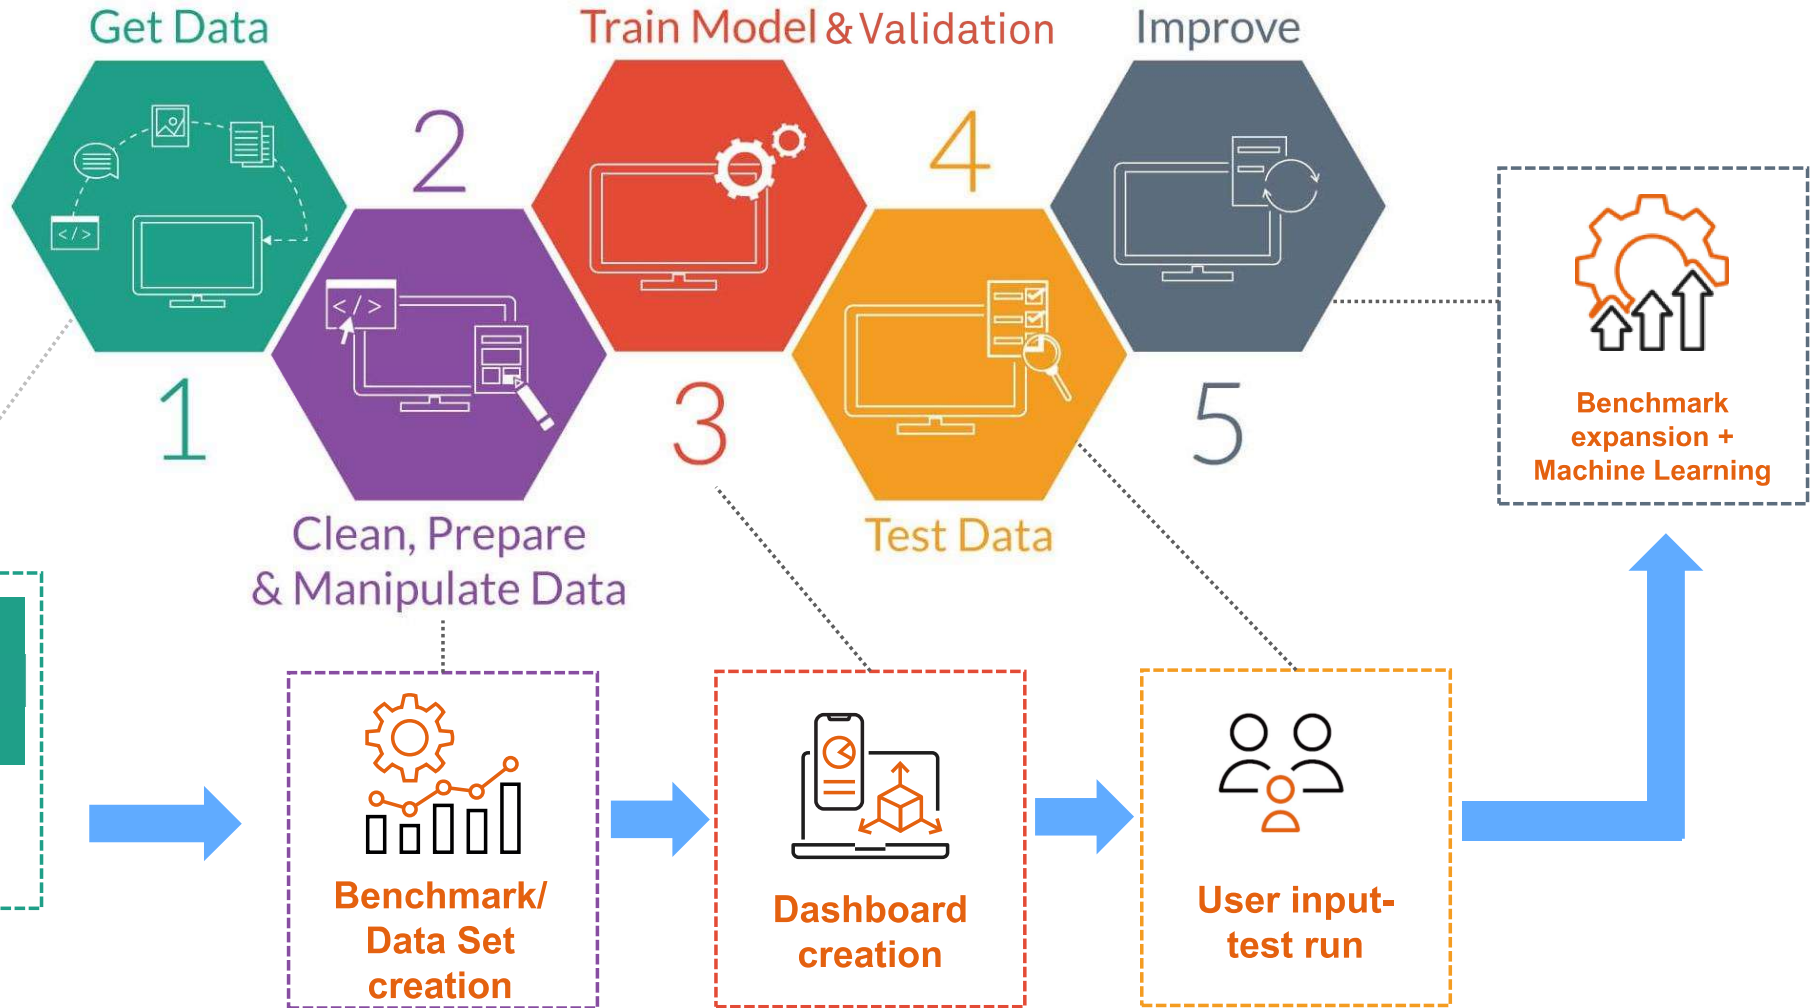 Get Data
Train Model & Validation
Improve
2
4
</>
</>
1
3
5
Clean, Prepare
& Manipulate Data
Test Data
Benchmark
expansion +
Machine Learning
Benchmark/
Data Set
creation
Dashboard
creation
User input-
test run